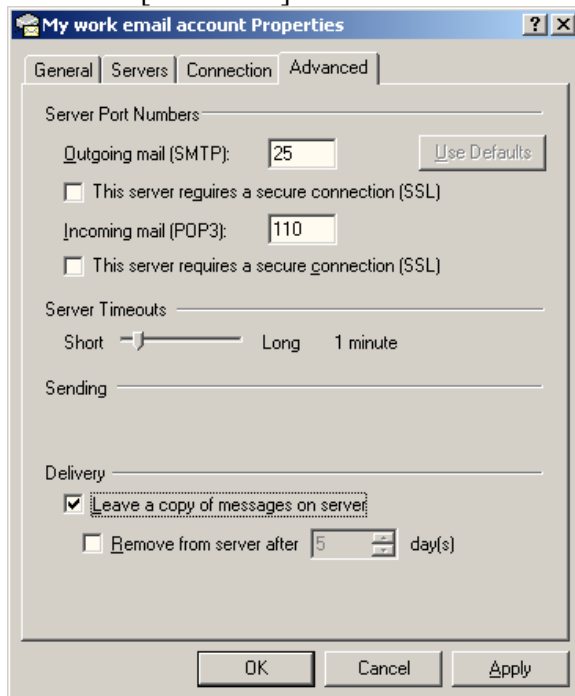 My work email account Properties
General Servers Connection Advanced
Server Port Numbers
Outgoing mail (SMTP): 25 Use Defaults
This server requires a secure connection (SSL)
Incoming mail (POP3): 110
This server requires a secure connection (SSL)
Server Timeouts
Short Long 1 minute
Sending
Delivery
Leave a copy of messages on server
Remove from server after 5 day(s)
OK Cancel Apply